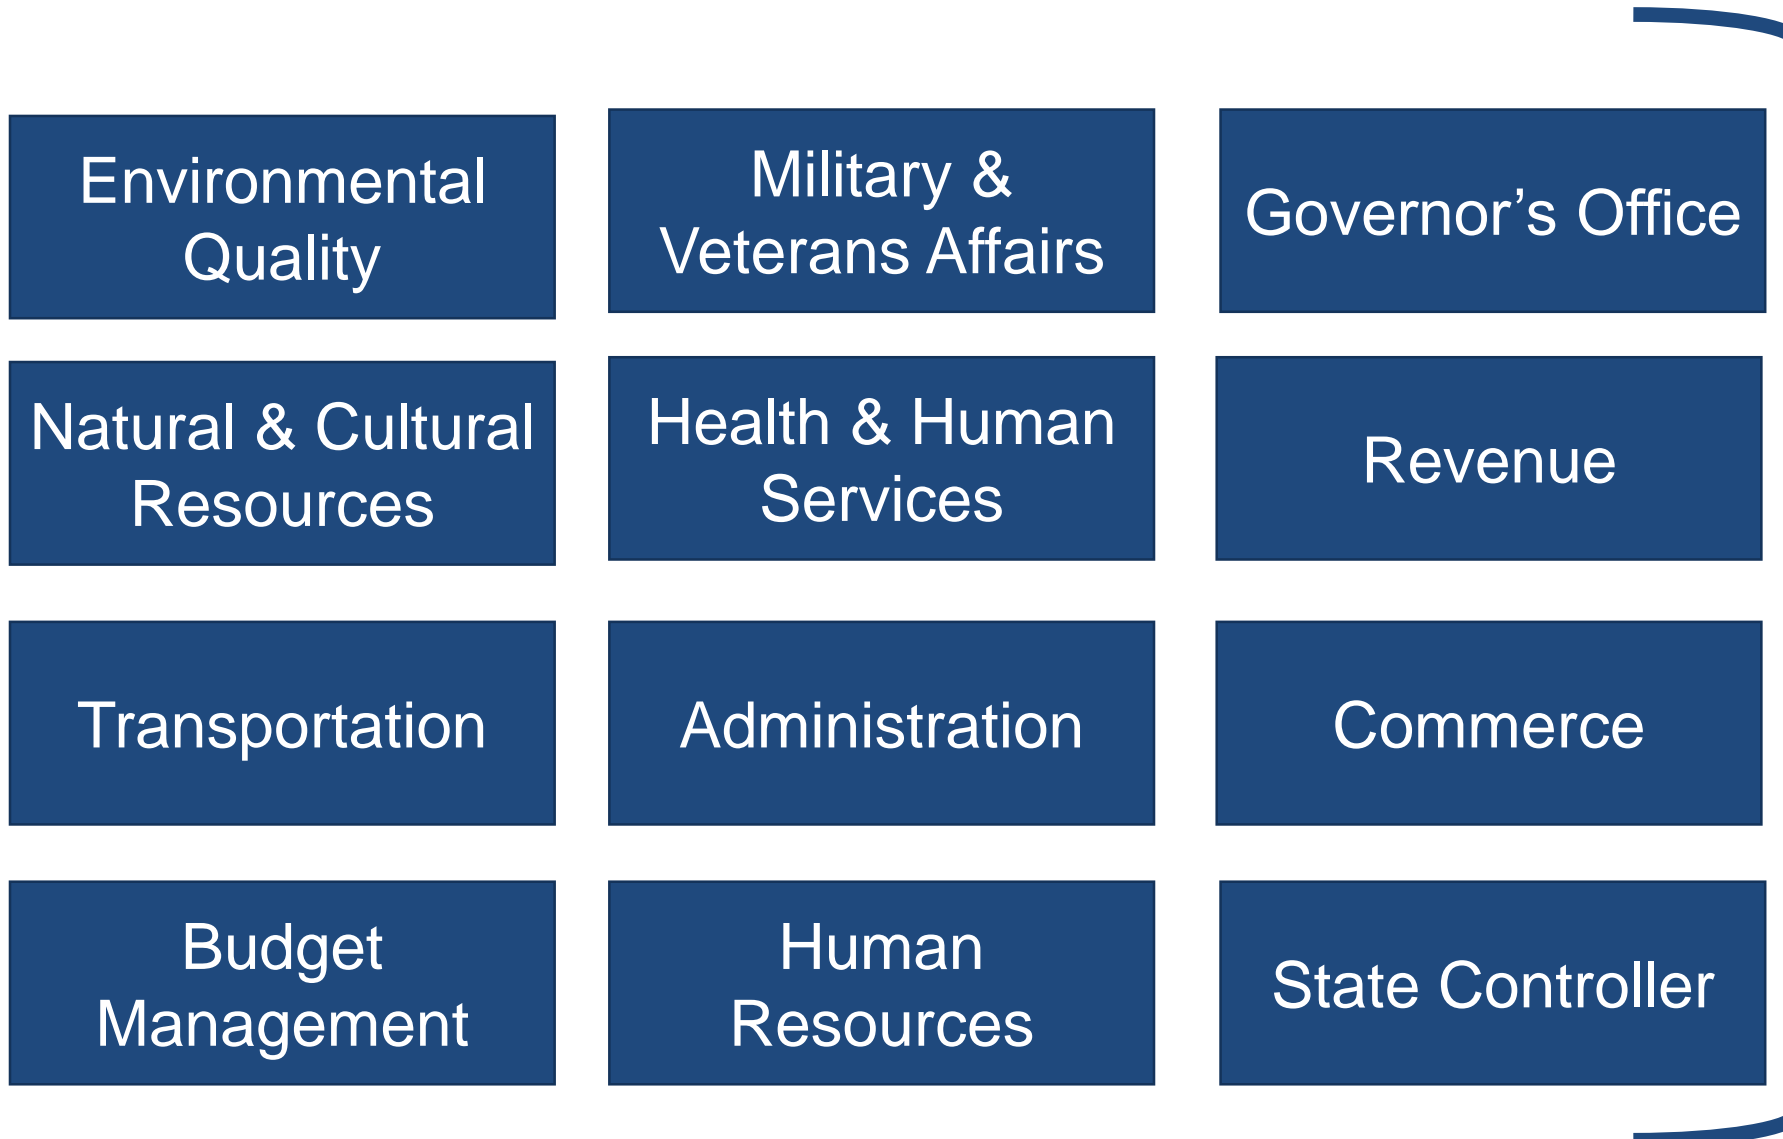 Environmental
Quality
Military &
Veterans Affairs
Governor’s Office
Natural & Cultural
Resources
Health & Human
Services
Revenue
Transportation
Administration
Commerce
Budget
Management
Human
Resources
State Controller